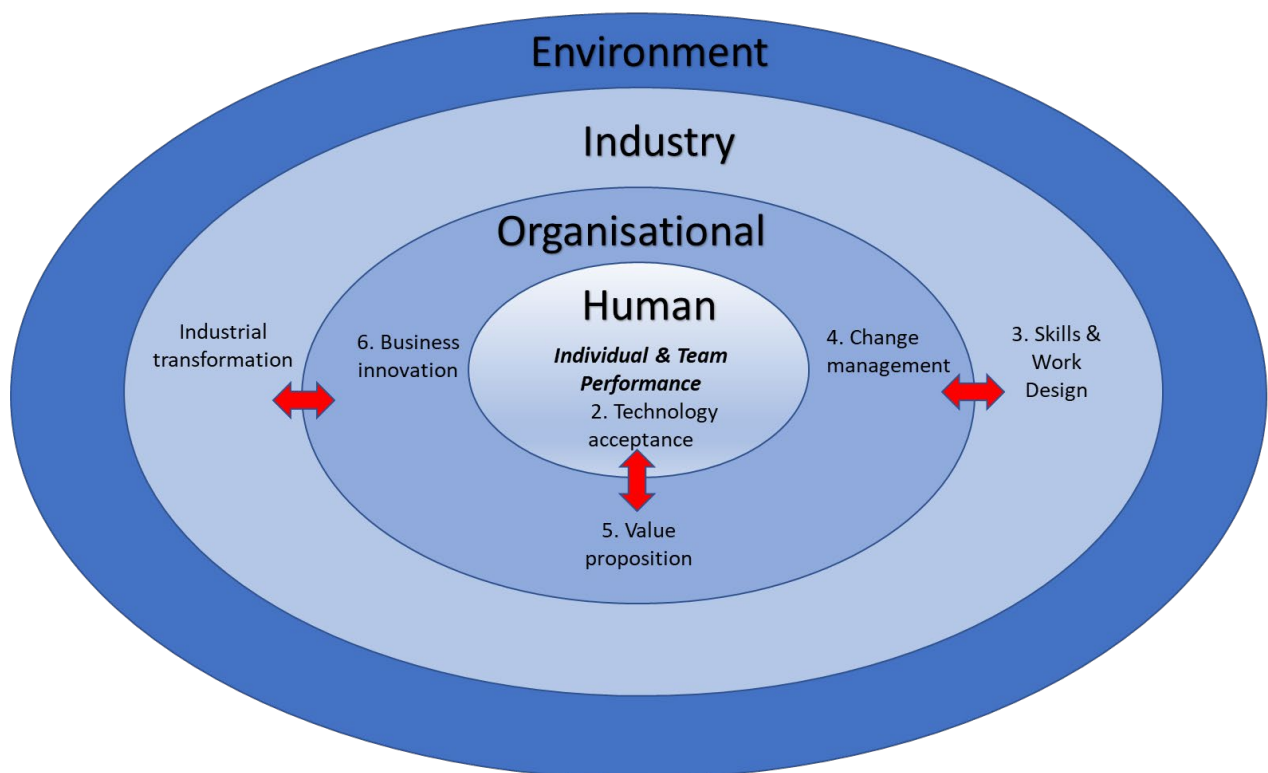 Environment
Industry
Organisational
Human
Individual & Team
Performance
2. Technology
acceptance
Industrial
transformation
6. Business
innovation
4. Change
management
3. Skills &
Work
Design
5. Value
proposition